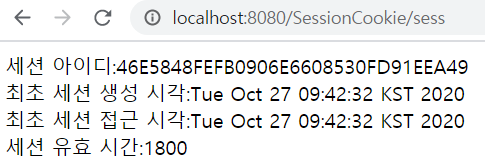 localhost:8080/SessionCookie/sess
세션 아이디:46E5848FEFB0906E6608530FD91EEA49
최초 세션 생성 시각:Tue Oct 27 09:42:32 KST 2020
최초 세션 접근 시각:Tue Oct 27 09:42:32 KST 2020
세션 유효 시간:1800